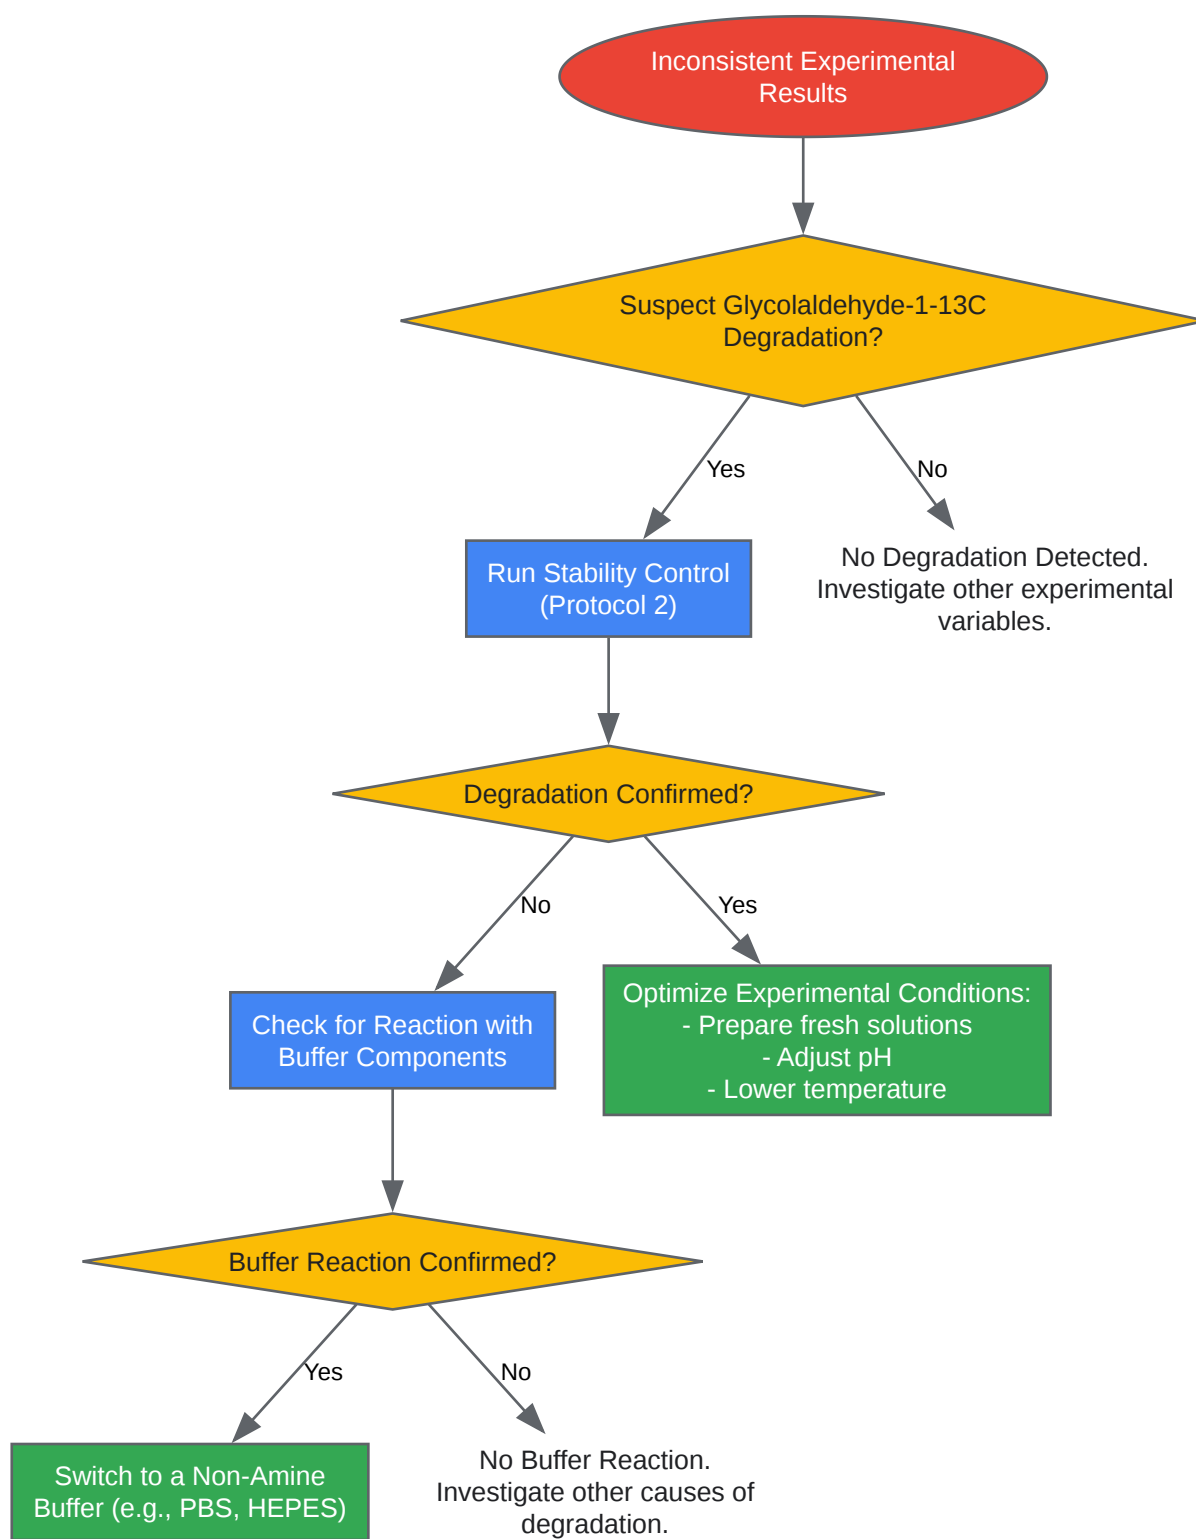 Inconsistent Experimental
Results
Suspect Glycolaldehyde-1-13C
Degradation?
Yes
No
Run Stability Control
(Protocol 2)
No Degradation Detected.
Investigate other experimental
variables.
Degradation Confirmed?
No
Yes
Check for Reaction with
Buffer Components
Optimize Experimental Conditions:
- Prepare fresh solutions
- Adjust pH
- Lower temperature
Buffer Reaction Confirmed?
Yes
No
Switch to a Non-Amine
Buffer (e.g., PBS, HEPES)
No Buffer Reaction.
Investigate other causes of
degradation.